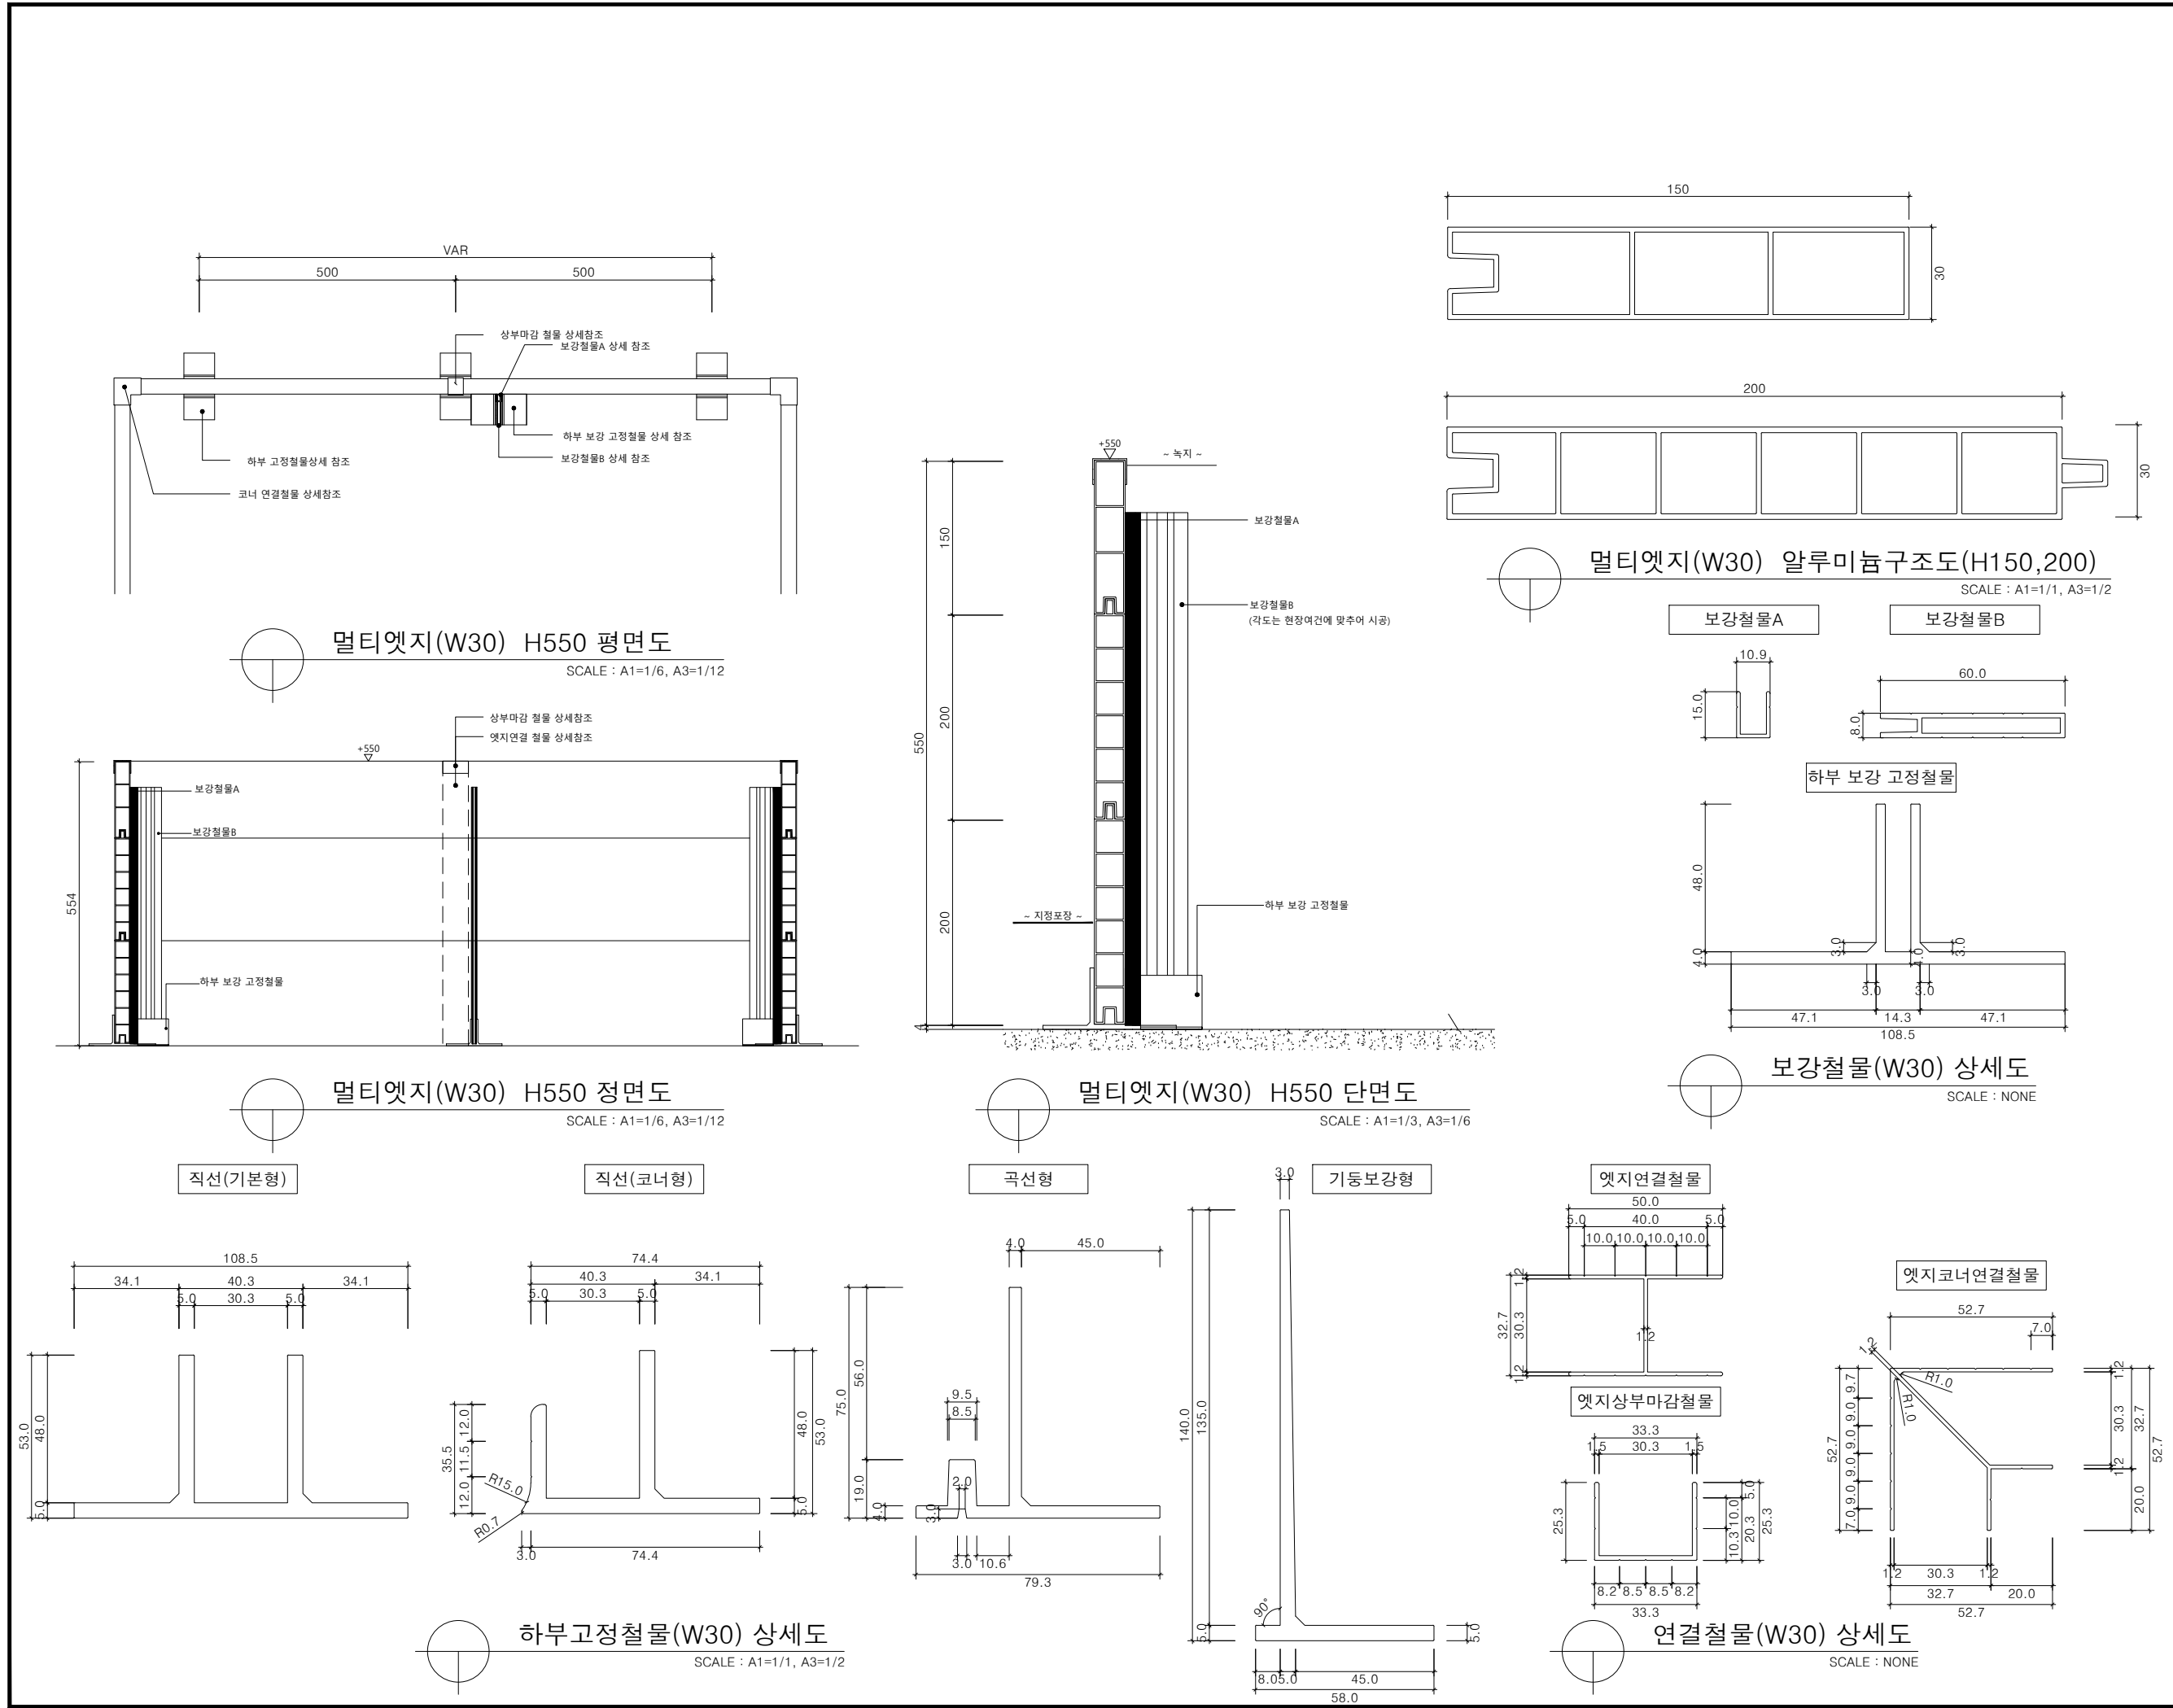 VAR
500
500
상부마감 철물 상세참조
보강철물A 상세 참조
하부 보강 고정철물 상세 참조
보강철물B 상세 참조
하부 고정철물상세 참조
코너 연결철물 상세참조
멀티엣지(W30) H550 평면도
SCALE : A1=1/6, A3=1/12
상부마감 철물 상세참조
엣지연결 철물 상세참조
+550
보강철물A
보강철물B
하부 보강 고정철물
554
멀티엣지(W30) H550 정면도
SCALE : A1=1/6, A3=1/12
+550
~ 녹지 ~
보강철물A
보강철물B
(각도는 현장여건에 맞추어 시공)
하부 보강 고정철물
~ 지정포장 ~
550
150
200
200
멀티엣지(W30) H550 단면도
SCALE : A1=1/3, A3=1/6
150
30
200
30
멀티엣지(W30) 알루미늄구조도(H150,200)
SCALE : A1=1/1, A3=1/2
보강철물A
보강철물B
10.9
15.0
60.0
8.0
하부 보강 고정철물
48.0
4.0
3.0
4.0
3.0
3.0
3.0
47.1
14.3
47.1
108.5
보강철물(W30) 상세도
SCALE : NONE
직선(기본형)
108.5
34.1
40.3
34.1
5.0
30.3
5.0
53.0
48.0
5.0
직선(코너형)
74.4
40.3
34.1
5.0
30.3
5.0
35.5
12.0
11.5
12.0
R15.0
R0.7
48.0
53.0
5.0
3.0
74.4
곡선형
4.0
45.0
75.0
56.0
19.0
4.0
9.5
8.5
2.0
3.0
3.0
10.6
79.3
기둥보강형
3.0
140.0
135.0
5.0
90°
5.0
8.0
5.0
45.0
58.0
하부고정철물(W30) 상세도
SCALE : A1=1/1, A3=1/2
엣지연결철물
50.0
5.0
40.0
5.0
10.0
10.0
10.0
10.0
32.7
1.2
30.3
1.2
1.2
엣지상부마감철물
33.3
1.5
30.3
1.5
25.3
5.0
10.0
10.3
20.3
25.3
8.2
8.5
8.5
8.2
33.3
엣지코너연결철물
52.7
7.0
1.2
R1.0
R1.0
52.7
9.7
9.0
9.0
9.0
9.0
7.0
1.2
30.3
1.2
32.7
20.0
52.7
1.2
30.3
1.2
32.7
20.0
52.7
연결철물(W30) 상세도
SCALE : NONE